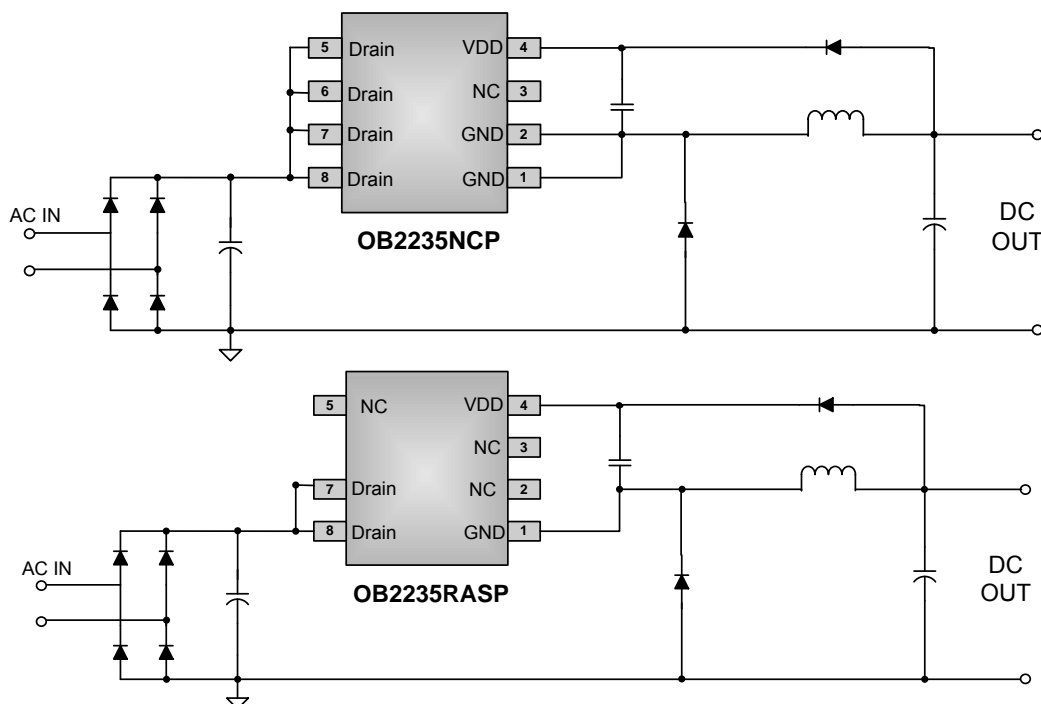 5 Drain VDD 4
6 Drain NC 3
7 Drain GND 2
8 Drain GND 1
AC IN
OB2235NCP
DC
OUT
5 NC VDD 4
NC 3
7 Drain NC 2
8 Drain GND 1
AC IN
OB2235RASP
DC
OUT